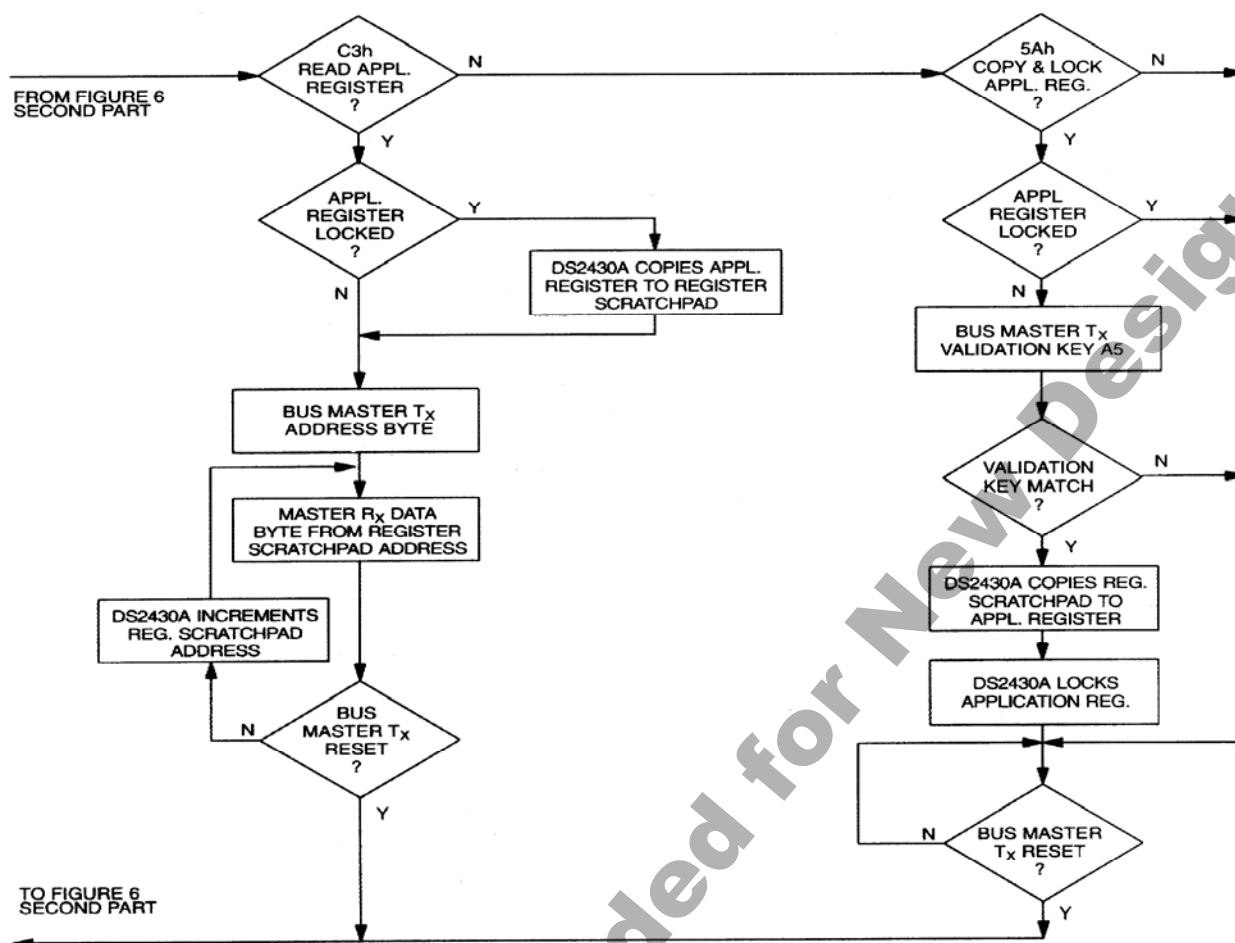 C3h
READ APPL.
REGISTER
?
N
Y
FROM FIGURE 6
SECOND PART
APPL.
REGISTER
LOCKED
?
Y
N
DS2430A COPIES APPL.
REGISTER TO REGISTER
SCRATCHPAD
BUS MASTER TX
ADDRESS BYTE
MASTER RX DATA
BYTE FROM REGISTER
SCRATCHPAD ADDRESS
DS2430A INCREMENTS
REG. SCRATCHPAD
ADDRESS
BUS
MASTER TX
RESET
?
N
Y
TO FIGURE 6
SECOND PART
5Ah
COPY & LOCK
APPL. REG.
?
N
Y
APPL
REGISTER
LOCKED
?
Y
N
BUS MASTER TX
VALIDATION KEY A5
VALIDATION
KEY MATCH
?
N
Y
DS2430A COPIES REG.
SCRATCHPAD TO
APPL. REGISTER
DS2430A LOCKS
APPLICATION REG.
BUS MASTER
TX RESET
?
N
Y
ded for New Desig